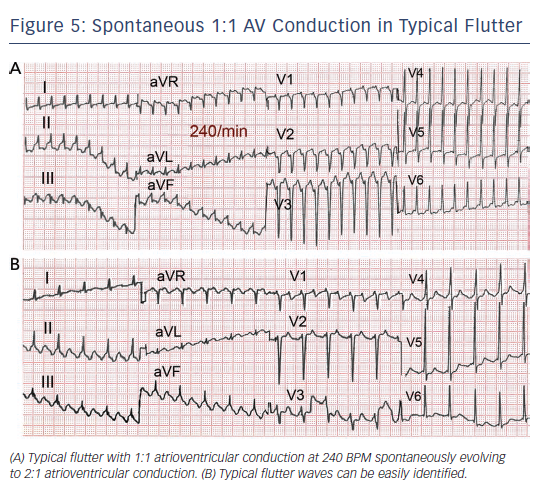 Figure 5: Spontaneous 1:1 AV Conduction in Typical Flutter
A
I
aVR
V1
V4
II
240/min
V2
V5
aVL
III
aVF
V3
V6
B
I
aVR
V1
V4
II
aVL
V2
V5
III
aVF
V3
V6
(A) Typical flutter with 1:1 atrioventricular conduction at 240 BPM spontaneously evolving
to 2:1 atrioventricular conduction. (B) Typical flutter waves can be easily identified.